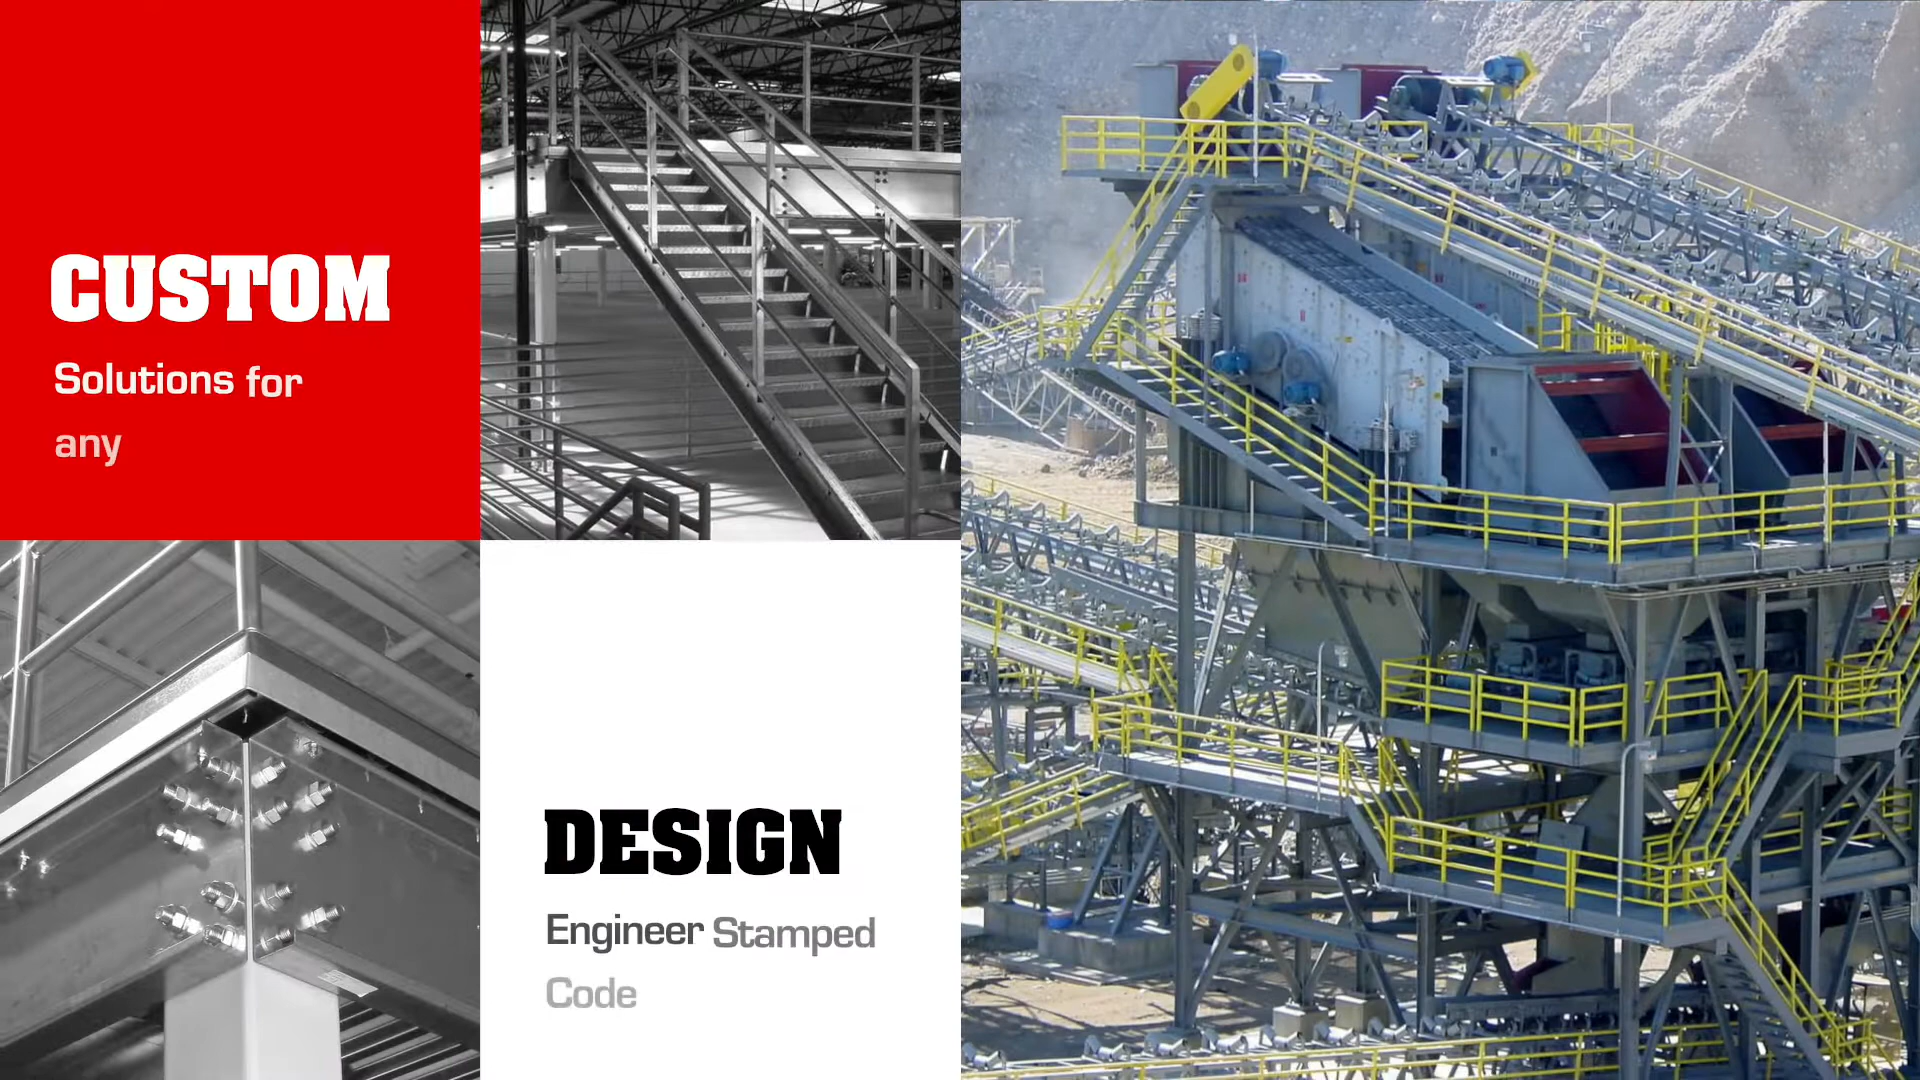 CUSTOM
Solutions for
any
DESIGN
Engineer Stamped
Code